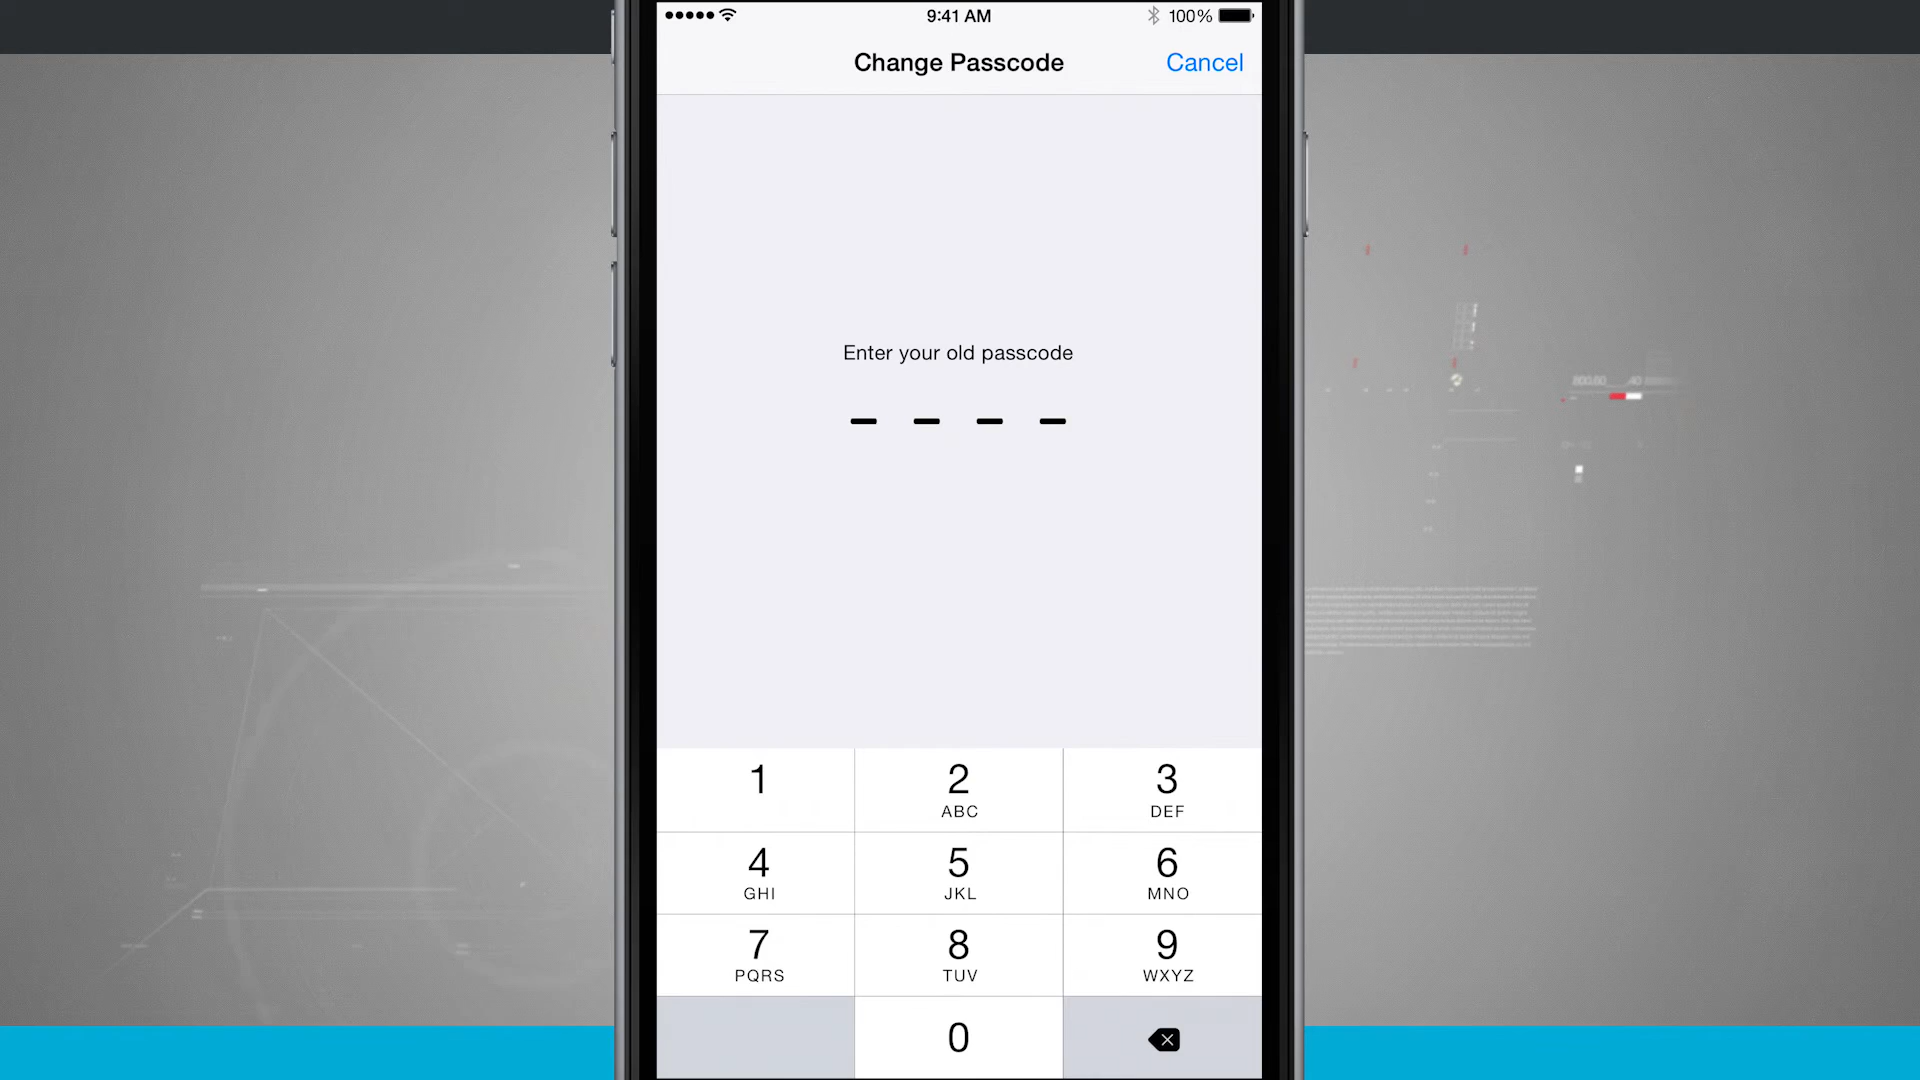 9:41 AM 100%
Change Passcode Cancel
Enter your old passcode
1 2 3
ABC DEF
4 5 6
GHI JKL MNO
7 8 9
PQRS TUV WXYZ
0